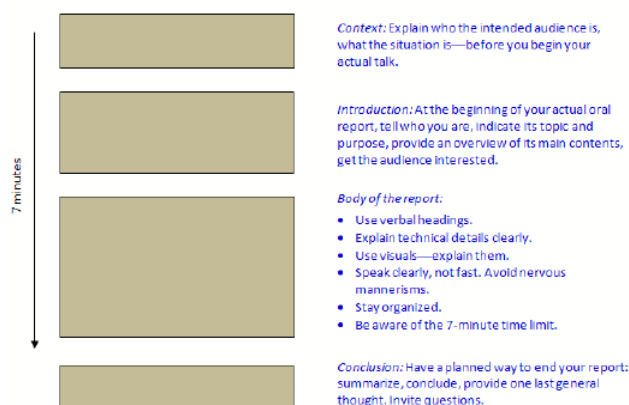 Context: Explain who the intended audience is,
what the situation is—before you begin your
actual talk.
Introduction: At the beginning of your actual oral
report, tell who you are, indicate its topic and
purpose, provide an overview of its main contents,
get the audience interested.
7 minutes
Body of the report:
• Use verbal headings.
• Explain technical details clearly.
• Use visuals—explain them.
• Speak clearly, not fast. Avoid nervous
mannerisms.
• Stay organized.
• Be aware of the 7-minute time limit.
Conclusion: Have a planned way to end your report:
summarize, conclude, provide one last general
thought. Invite questions.